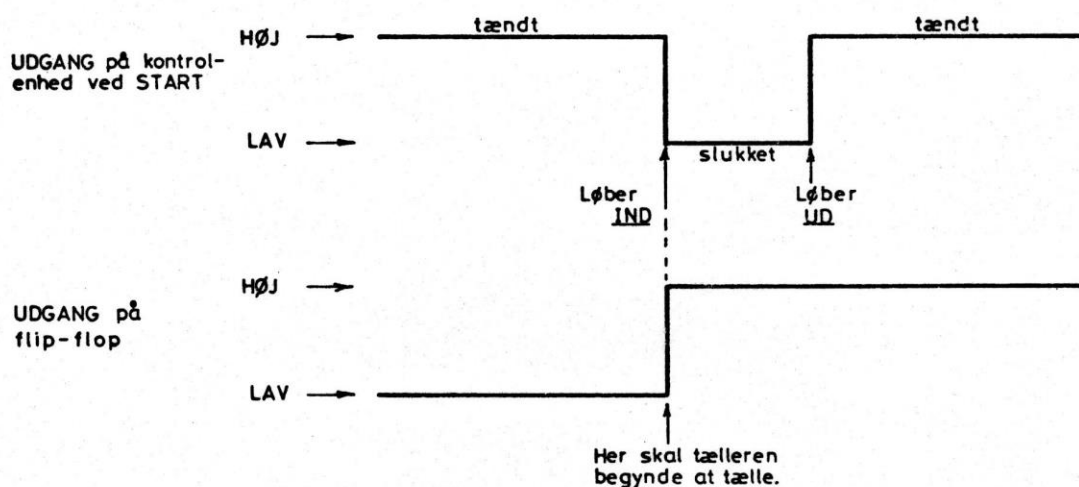 HØJ
tændt
tændt
UDGANG på kontrol-
enhed ved START
LAV
slukket
Løber
IND
Løber
UD
HØJ
UDGANG på
flip-flop
LAV
Her skal tælleren
begynde at tælle.